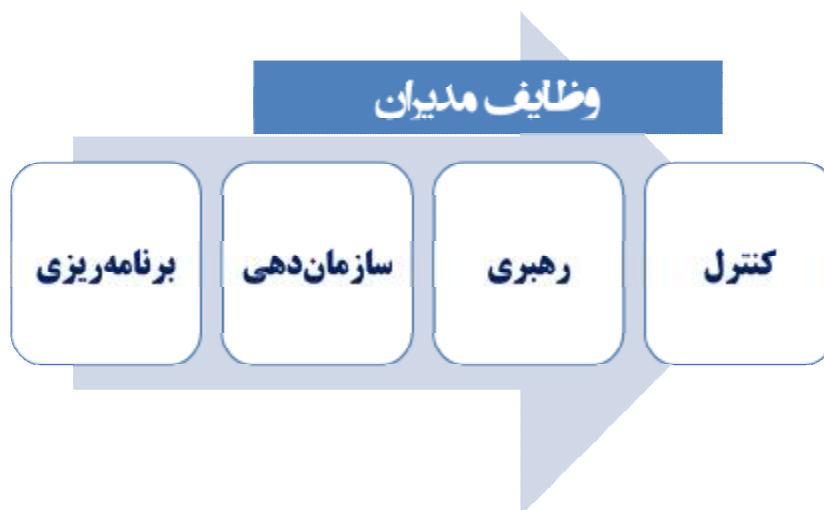 وظایف مدیران
برنامه‌ریزی
سازمان‌دهی
رهبری
کنترل